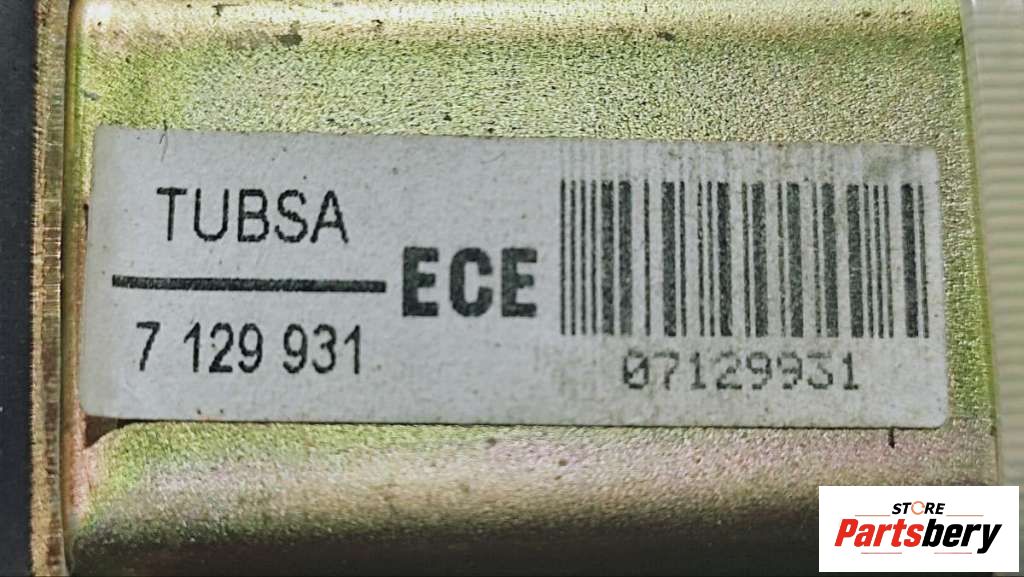 TUBSA
7 129 931
ECE
07129931
STORE
Partsbery